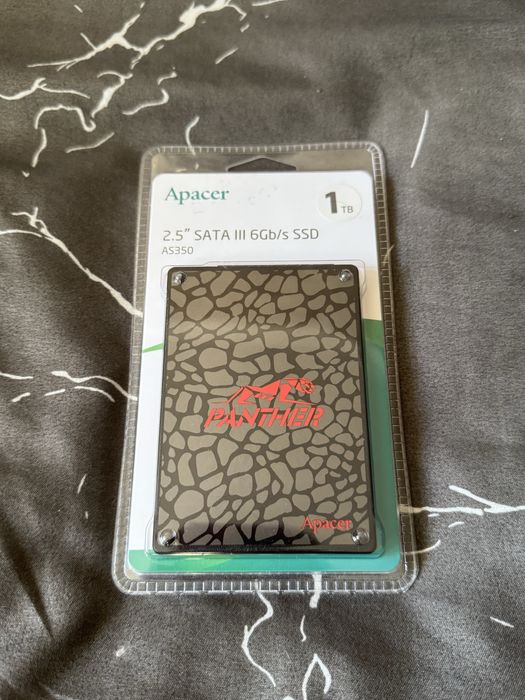 Apacer
1
TB
2.5" SATA III 6Gb/s SSD
AS350
PANTHER
Apacer